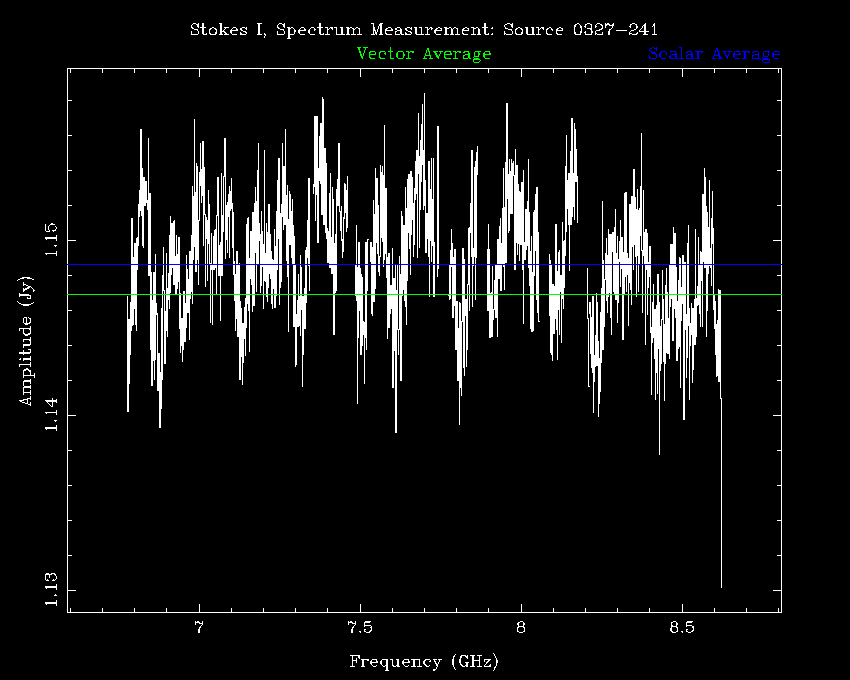 Stokes I, Spectrum Measurement: Source 0327-241
Vector Average
Scalar Average
1.15
1.14
1.13
Amplitude (Jy)
7
7.5
8
8.5
Frequency (GHz)